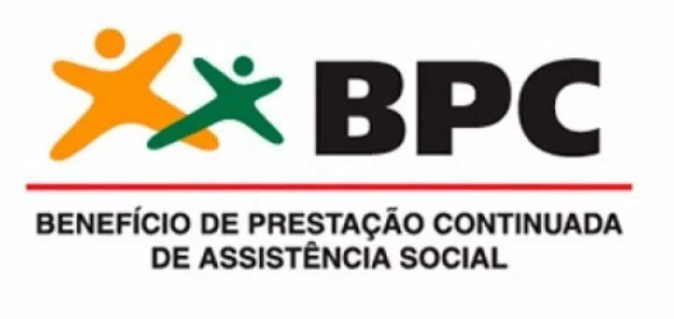 BPC
BENEFÍCIO DE PRESTAÇÃO CONTINUADA
DE ASSISTÊNCIA SOCIAL